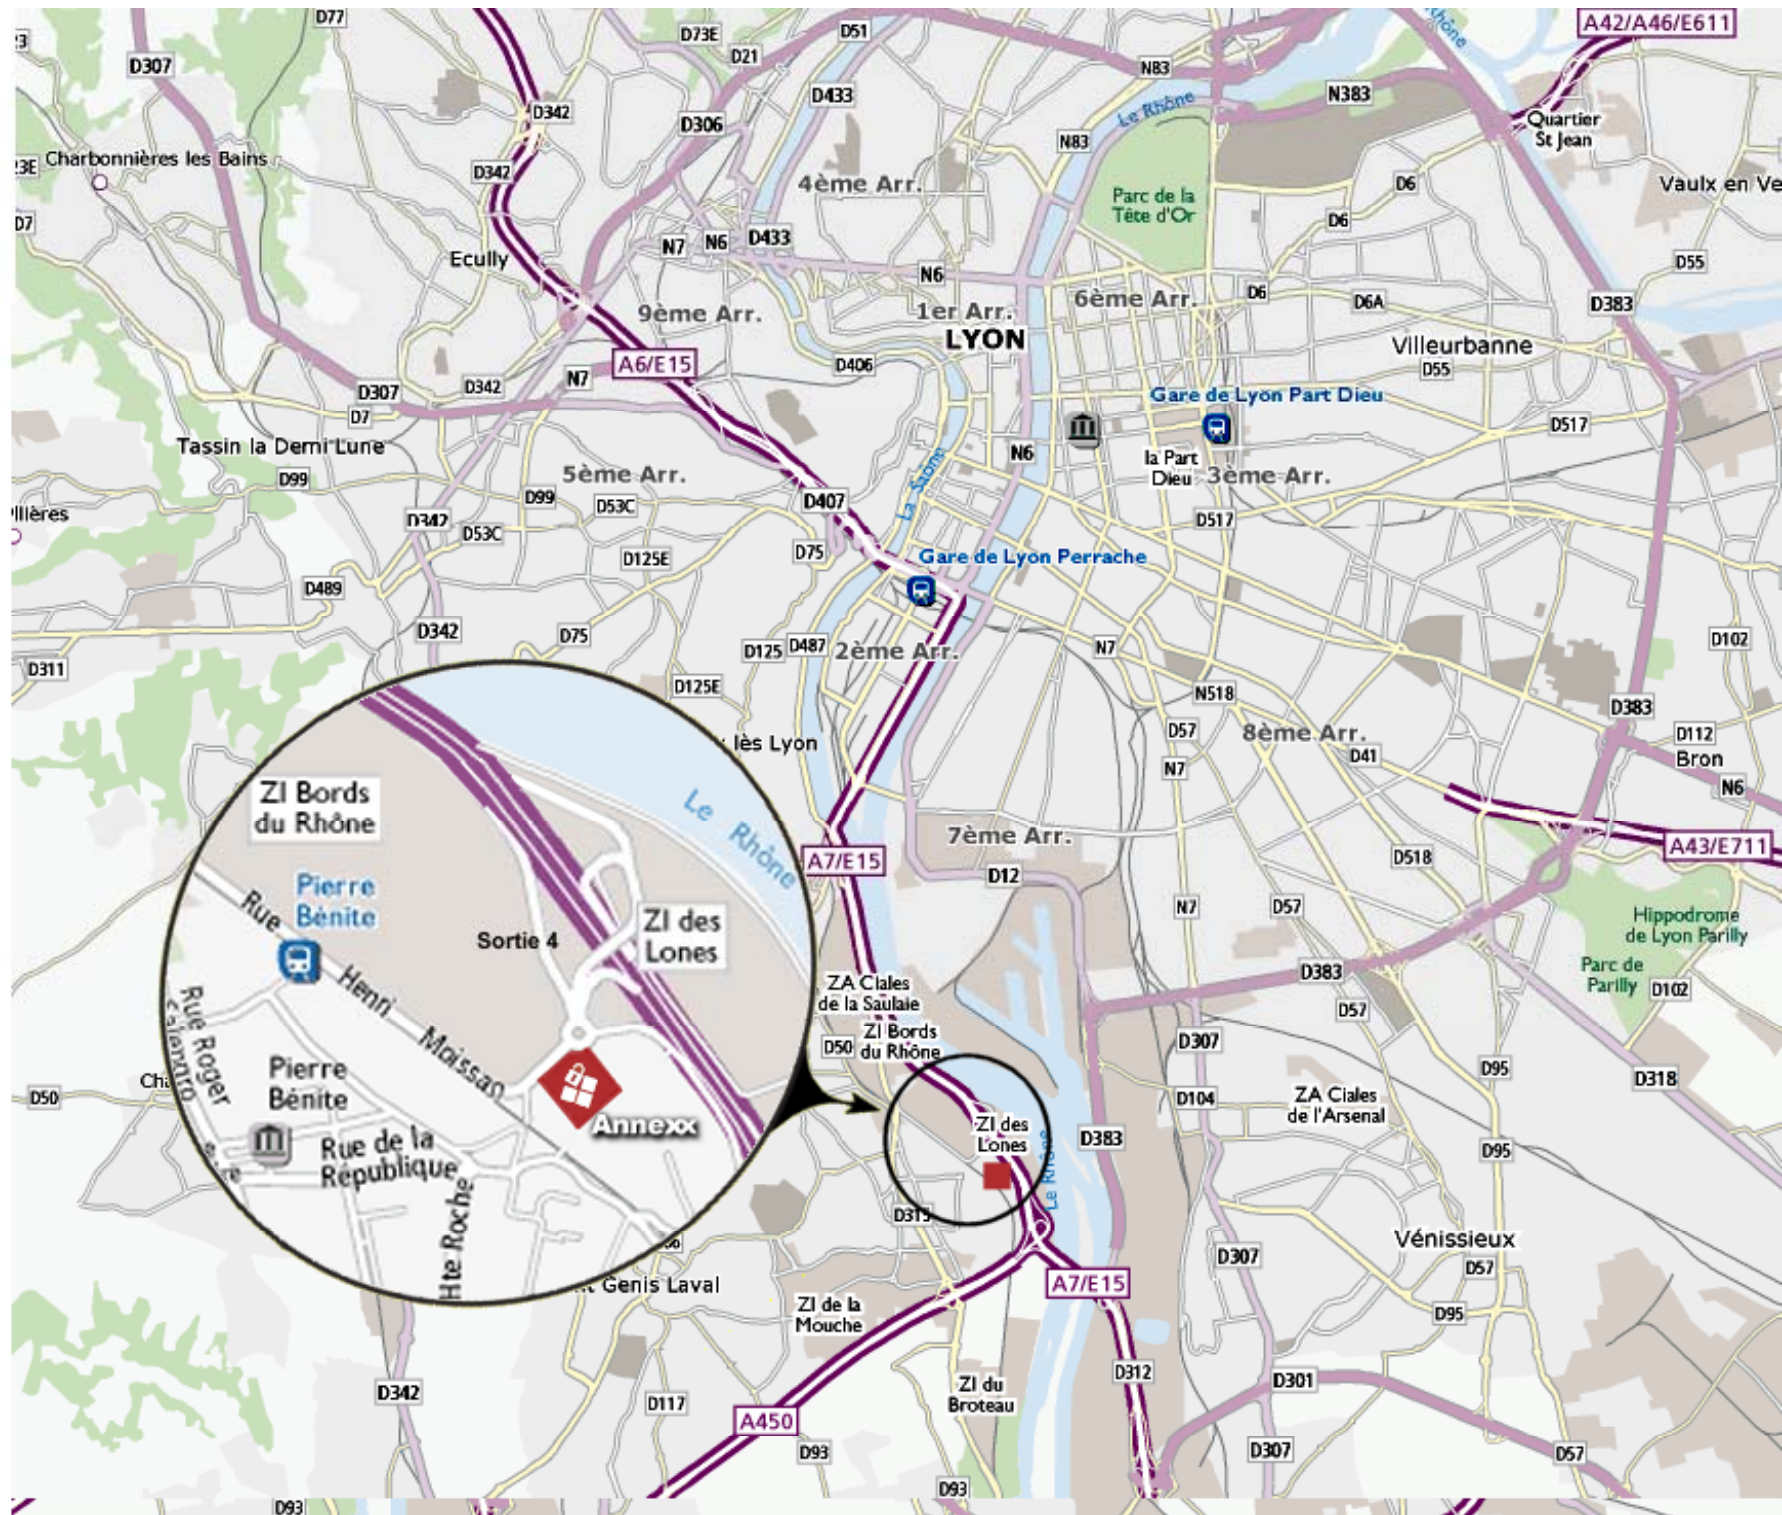 D77
D51
A42/A46/E611
D73E
D21
Rhône
D307
N83
D433
N383
D342
Le Rhône
D306
Quartier
St Jean
N83
Charbonnières les Bains
23E
D342
4ème Arr.
D6
Vaulx en Ve
Parc de la
Tête d'Or
D6
D7
N7
N6
D433
Ecully
N6
D55
6ème Arr.
D6
D6A
D383
9ème Arr.
1er Arr.
LYON
Villeurbanne
A6/E15
D406
D55
N7
D342
D307
D7
Gare de Lyon Part Dieu
D517
Tassin la Demi Lune
N6
la Part
Dieu
3ème Arr.
5ème Arr.
D99
La Saône
D99
D53C
D407
llières
D342
D517
D53C
D75
D125E
Gare de Lyon Perrache
D489
D342
D75
D125
D487
2ème Arr.
N7
D102
D311
D125E
N518
D383
D57
8ème Arr.
D112
lès Lyon
D41
Bron
N7
N6
ZI Bords
du Rhône
Le Rhône
7ème Arr.
A7/E15
D518
A43/E711
D12
Pierre
Bénite
N7
D57
Hippodrome
de Lyon Parilly
Rue Henri Moissan
Sortie 4
ZI des
Lones
D383
Parc de
Parilly
D102
ZA Ciales
de la Saulaie
D57
Rue Roger
ZI Bords
du Rhône
D50
D307
Pierre
Bénite
D95
D318
D50
D104
ZA Ciales
de l'Arsenal
Annexx
ZI des
Lones
D383
Rue de la
République
Le Rhône
D95
Hte Roche
D315
Vénissieux
D307
D57
Genis Laval
A7/E15
ZI de la
Mouche
D95
D312
D301
D342
ZI du
Broteau
D117
A450
D93
D307
D57
D93
D93